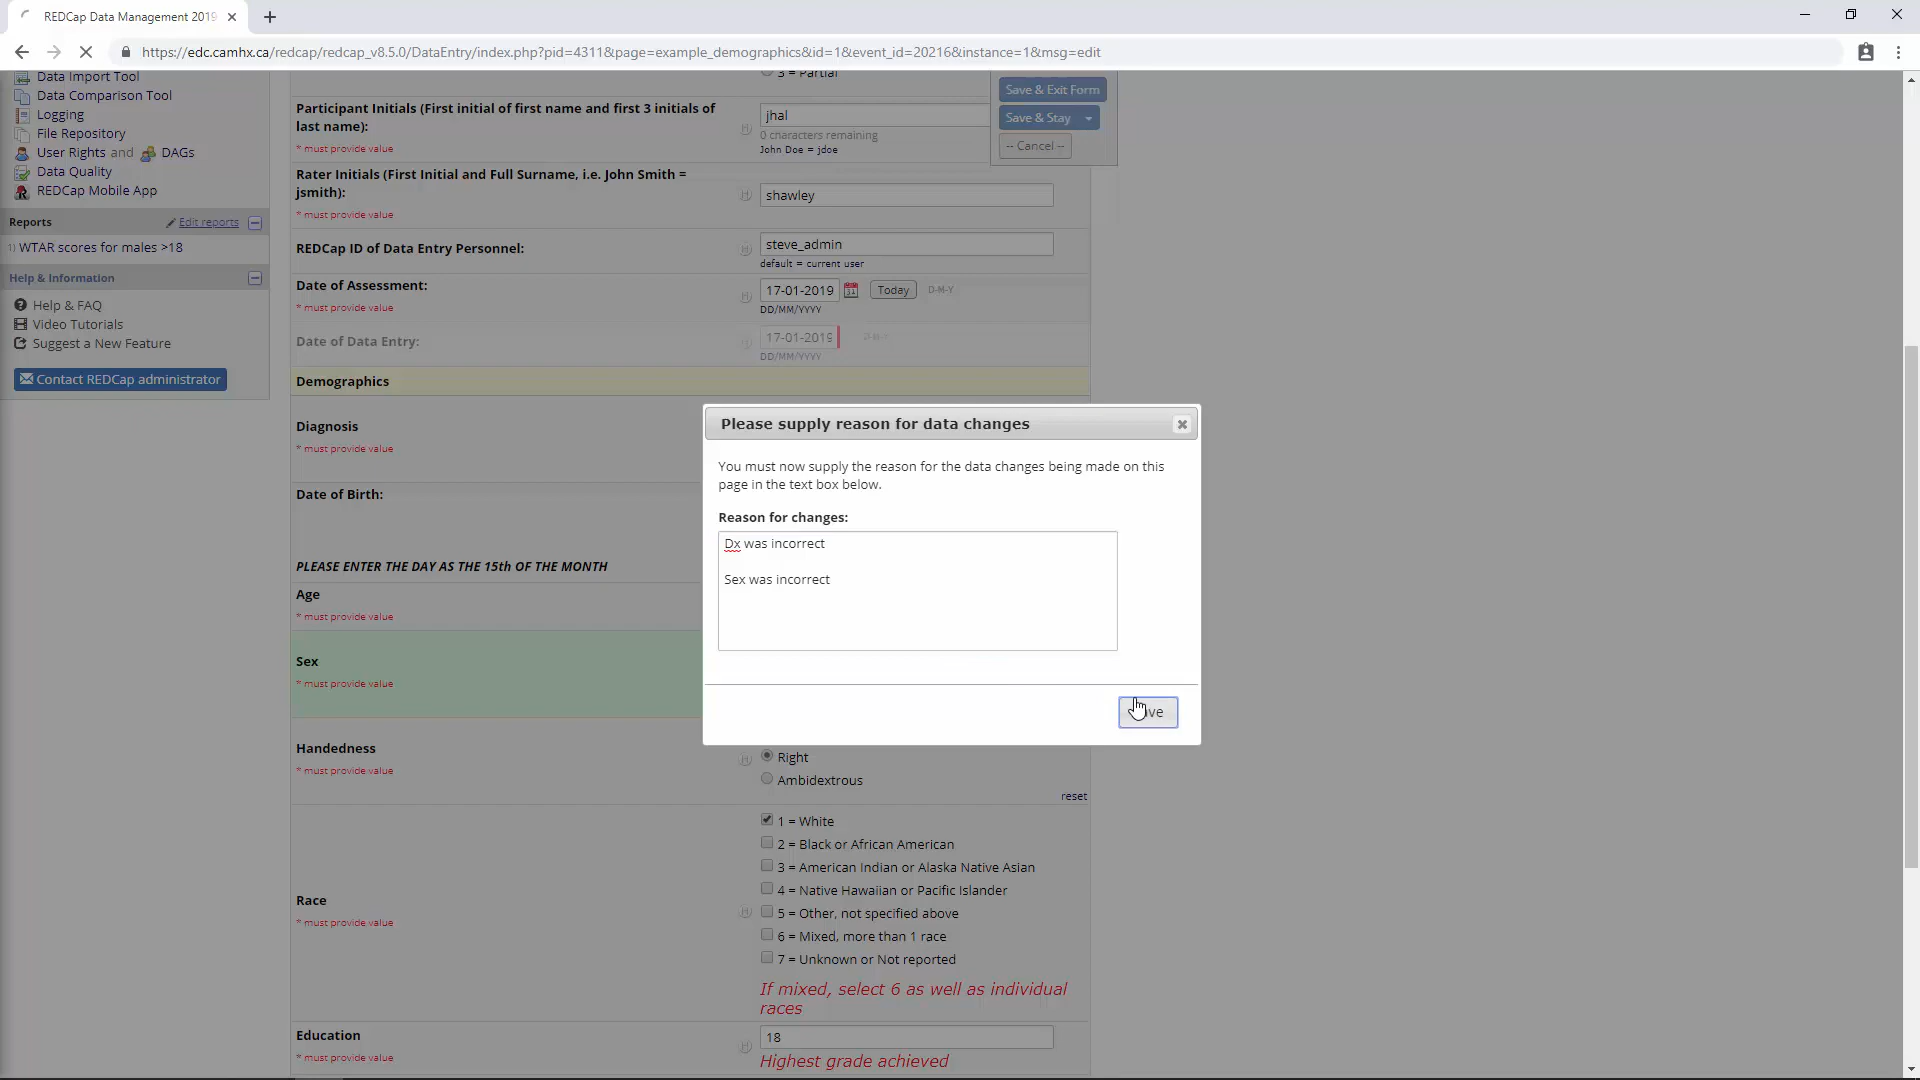 REDCap Data Management 2019
https://edc.camhx.ca/redcap/redcap_v8.5.0/DataEntry/index.php?pid=4311&page=example_demographics&id=1&event_id=20216&instance=1&msg=edit
Data Import Tool
Data Comparison Tool
Logging
File Repository
User Rights and DAGs
Data Quality
REDCap Mobile App
Reports
Edit reports
1) WTAR scores for males >18
Help & Information
Help & FAQ
Video Tutorials
Suggest a New Feature
Contact REDCap administrator
3 = Partial
Participant Initials (First initial of first name and first 3 initials of
last name):
* must provide value
jhal
0 characters remaining
John Doe = jdoe
Save & Exit Form
Save & Stay
-- Cancel --
Rater Initials (First Initial and Full Surname, i.e. John Smith =
jsmith):
* must provide value
shawley
REDCap ID of Data Entry Personnel:
steve_admin
default = current user
Date of Assessment:
* must provide value
17-01-2019
31
Today
D-M-Y
DD/MM/YYYY
Date of Data Entry:
17-01-2019
D-M-Y
DD/MM/YYYY
Demographics
Diagnosis
* must provide value
Date of Birth:
PLEASE ENTER THE DAY AS THE 15th OF THE MONTH
Age
* must provide value
Sex
* must provide value
Please supply reason for data changes
You must now supply the reason for the data changes being made on this
page in the text box below.
Reason for changes:
Dx was incorrect
Sex was incorrect
Handedness
* must provide value
Right
Ambidextrous
reset
Race
* must provide value
1 = White
2 = Black or African American
3 = American Indian or Alaska Native Asian
4 = Native Hawaiian or Pacific Islander
5 = Other, not specified above
6 = Mixed, more than 1 race
7 = Unknown or Not reported
If mixed, select 6 as well as individual
races
Education
* must provide value
18
Highest grade achieved